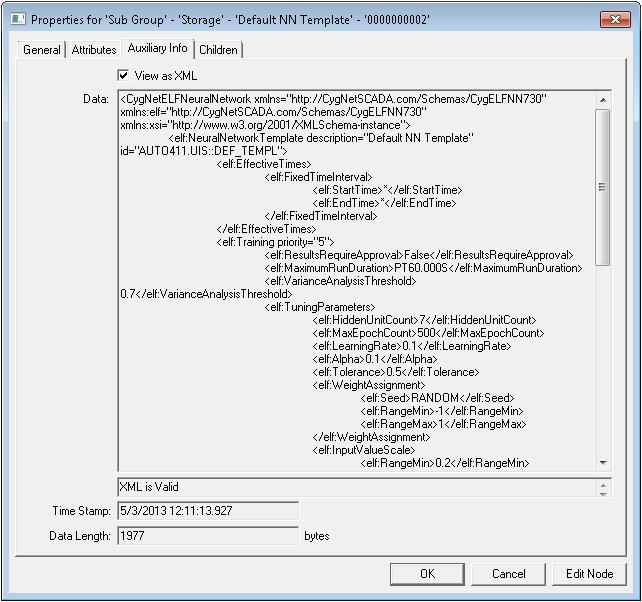 Properties for 'Sub Group' - 'Storage' - 'Default NN Template' - '0000000002'
General Attributes Auxiliary Info Children
View as XML
Data: <CygNetELFNeuralNetwork xmlns="http://CygNetSCADA.com/Schemas/CygELFNN730"
xmlns:elf="http://CygNetSCADA.com/Schemas/CygELFNN730"
xmlns:xsi="http://www.w3.org/2001/XMLSchema-instance">
<elf:NeuralNetworkTemplate description="Default NN Template"
id="AUTO411.UIS::DEF_TEMPL">
<elf:EffectiveTimes>
<elf:FixedTimeInterval>
<elf:StartTime>*</elf:StartTime>
<elf:EndTime>*</elf:EndTime>
</elf:FixedTimeInterval>
</elf:EffectiveTimes>
<elf:Training priority="5">
<elf:ResultsRequireApproval>False</elf:ResultsRequireApproval>
<elf:MaximumRunDuration>PT60.000S</elf:MaximumRunDuration>
<elf:VarianceAnalysisThreshold>
0.7</elf:VarianceAnalysisThreshold>
<elf:TuningParameters>
<elf:HiddenUnitCount>7</elf:HiddenUnitCount>
<elf:MaxEpochCount>500</elf:MaxEpochCount>
<elf:LearningRate>0.1</elf:LearningRate>
<elf:Alpha>0.1</elf:Alpha>
<elf:Tolerance>0.5</elf:Tolerance>
<elf:WeightAssignment>
<elf:Seed>RANDOM</elf:Seed>
<elf:RangeMin>-1</elf:RangeMin>
<elf:RangeMax>1</elf:RangeMax>
</elf:WeightAssignment>
<elf:InputValueScale>
<elf:RangeMin>0.2</elf:RangeMin>
XML is Valid
Time Stamp: 5/3/2013 12:11:13.927
Data Length: 1977 bytes
OK Cancel Edit Node